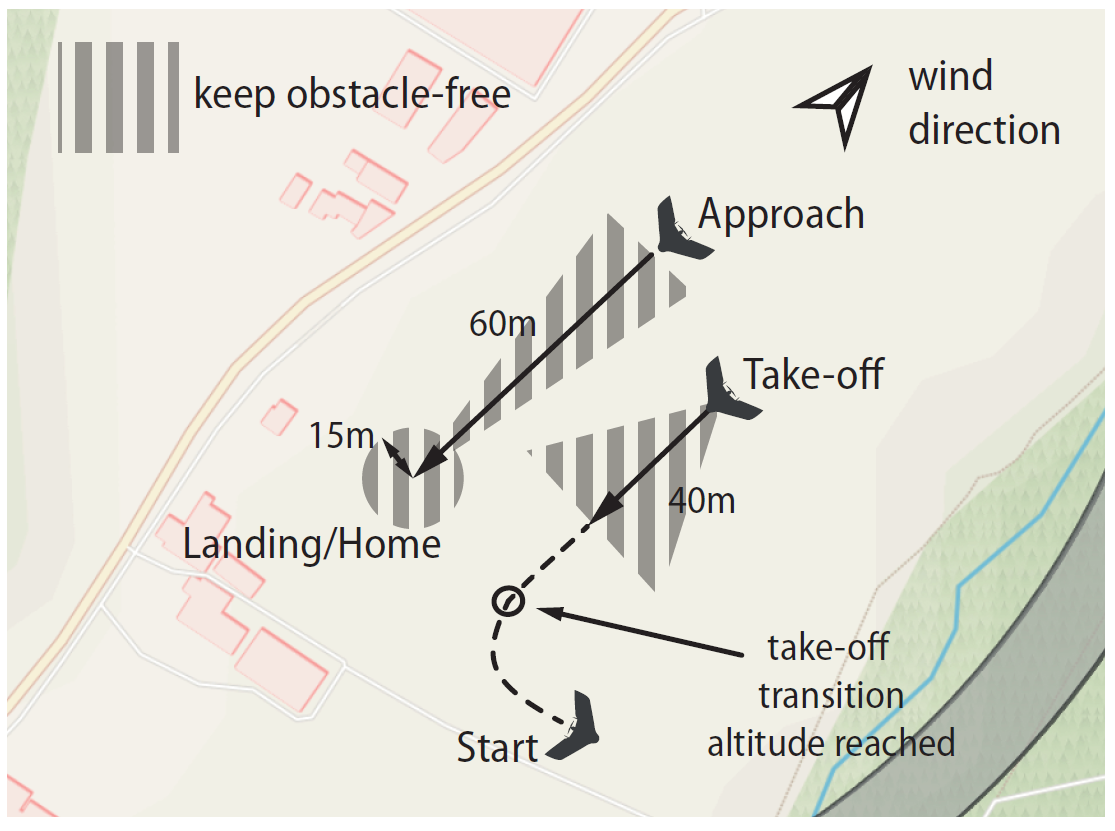 keep obstacle-free
wind
direction
Approach
60m
Take-off
15m
40m
Landing/Home
take-off
transition
altitude reached
Start